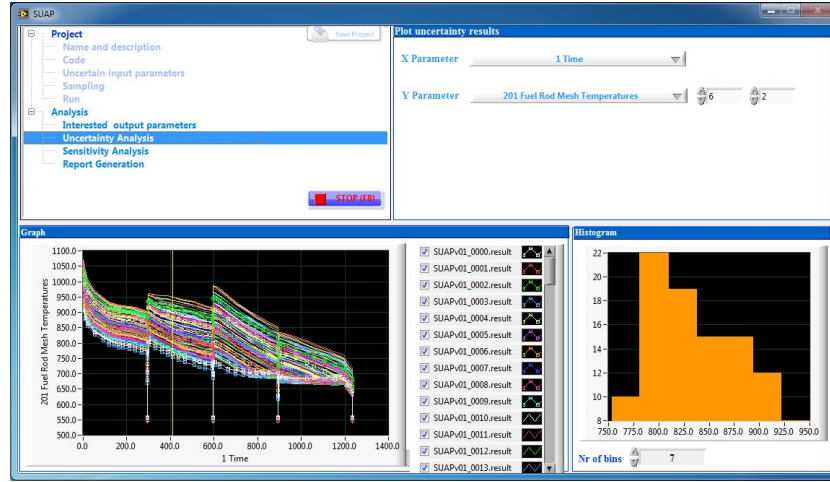 SUAP
Project
Save Project
Name and description
Code
Uncertain input parameters
Sampling
Run
Analysis
Interested output parameters
Uncertainty Analysis
Sensitivity Analysis
Report Generation
STOP (F8)
Plot uncertainty results
X Parameter 1 Time
Y Parameter 201 Fuel Rod Mesh Temperatures 6 2
Graph
201 Fuel Rod Mesh Temperatures
1100.0
1050.0
1000.0
950.0
900.0
850.0
800.0
750.0
700.0
650.0
600.0
550.0
500.0
0.0 200.0 400.0 600.0 800.0 1000.0 1200.0 1400.0
1 Time
SUAPv01_0000.result
SUAPv01_0001.result
SUAPv01_0002.result
SUAPv01_0003.result
SUAPv01_0004.result
SUAPv01_0005.result
SUAPv01_0006.result
SUAPv01_0007.result
SUAPv01_0008.result
SUAPv01_0009.result
SUAPv01_0010.result
SUAPv01_0011.result
SUAPv01_0012.result
SUAPv01_0013.result
Histogram
22
20
18
16
14
12
10
8
750.0 775.0 800.0 825.0 850.0 875.0 900.0 925.0 950.0
Nr of bins 7